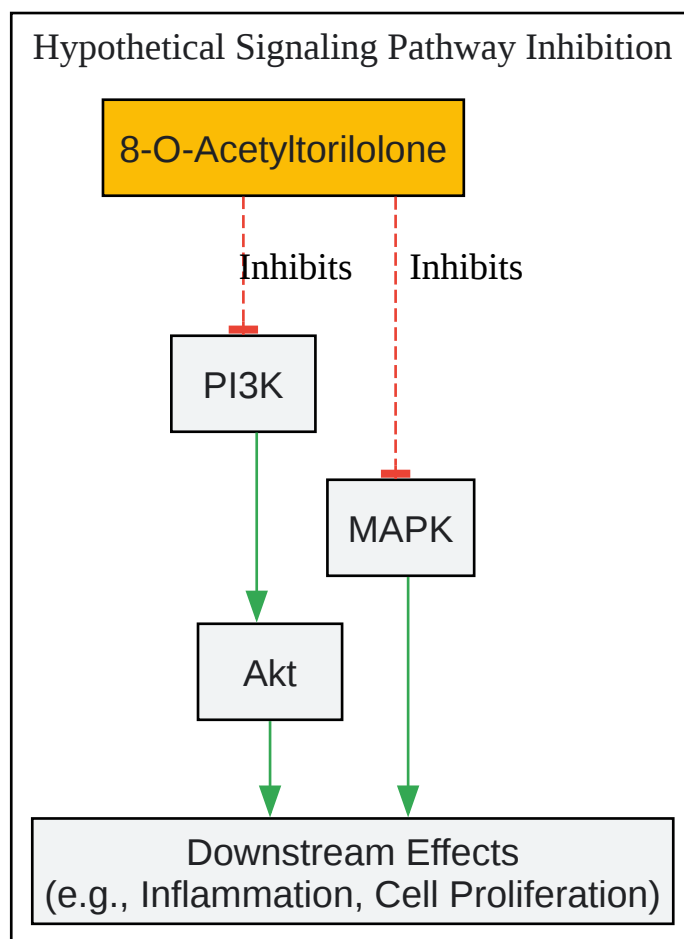 Hypothetical Signaling Pathway Inhibition
8-O-Acetyltorilolone
Inhibits
Inhibits
PI3K
MAPK
Akt
Downstream Effects
(e.g., Inflammation, Cell Proliferation)